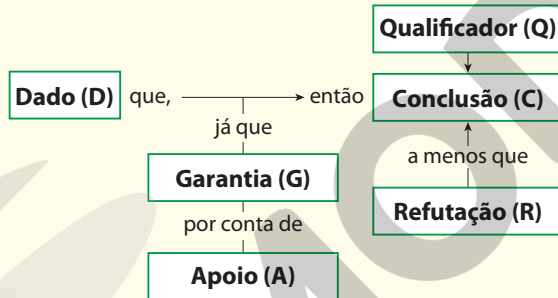 Qualificador (Q)
Dado (D) que, então Conclusão (C)
já que
a menos que
Garantia (G)
Refutação (R)
por conta de
Apoio (A)